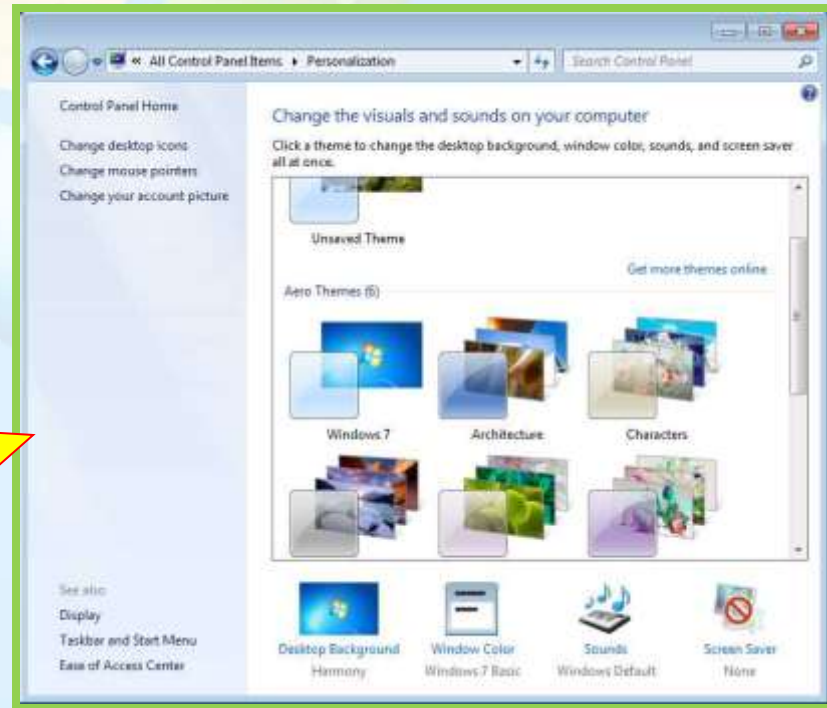 « All Control Panel Items ▸ Personalization
Search Control Panel
Control Panel Home
Change desktop icons
Change mouse pointers
Change your account picture
Change the visuals and sounds on your computer
Click a theme to change the desktop background, window color, sounds, and screen saver
all at once.
Unsaved Theme
Get more themes online
Aero Themes (6)
Windows 7
Architecture
Characters
See also
Display
Taskbar and Start Menu
Ease of Access Center
Desktop Background
Harmony
Window Color
Windows 7 Basic
Sounds
Windows Default
Screen Saver
None